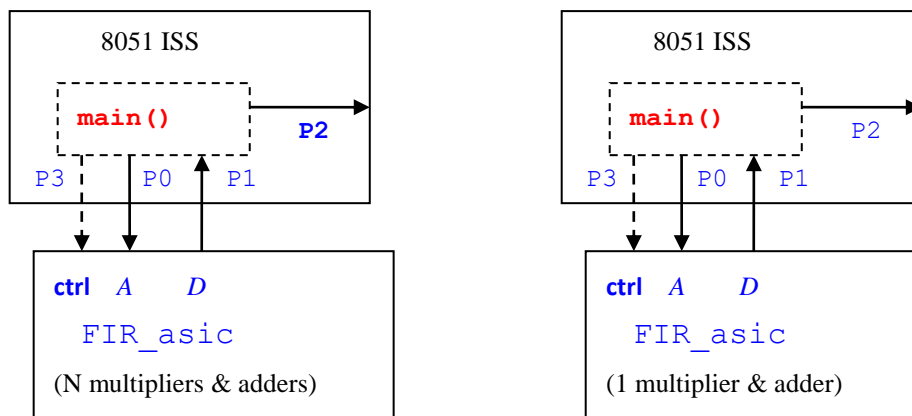 8051 ISS
main()
P2
P3 P0 P1
ctrl A D
FIR_asic
(N multipliers & adders)
8051 ISS
main()
P2
P3 P0 P1
ctrl A D
FIR_asic
(1 multiplier & adder)